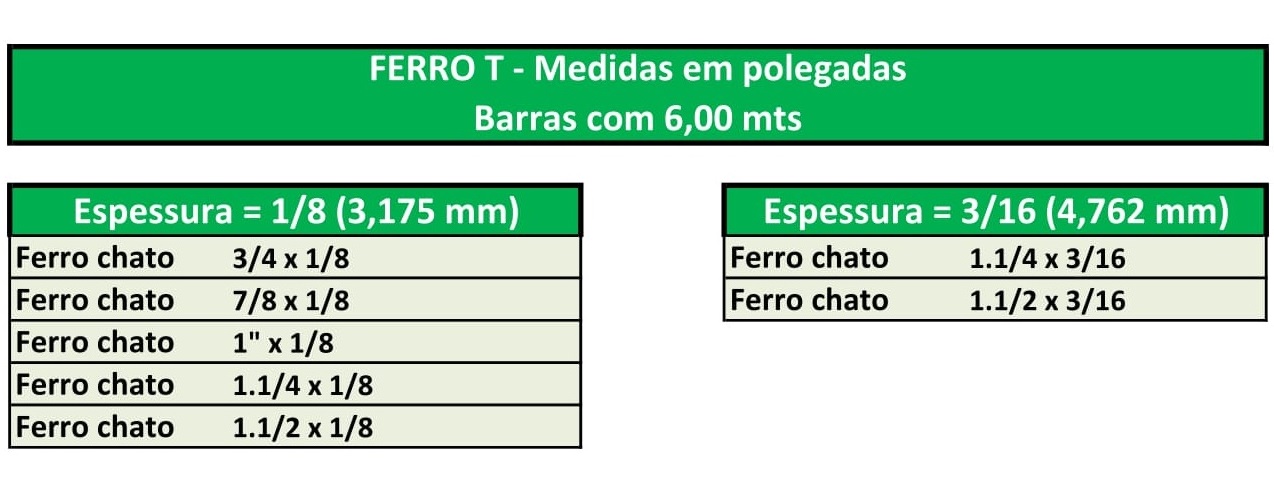 FERRO T - Medidas em polegadas
Barras com 6,00 mts
Espessura = 1/8 (3,175 mm)
Ferro chato 3/4 x 1/8
Ferro chato 7/8 x 1/8
Ferro chato 1" x 1/8
Ferro chato 1.1/4 x 1/8
Ferro chato 1.1/2 x 1/8
Espessura = 3/16 (4,762 mm)
Ferro chato 1.1/4 x 3/16
Ferro chato 1.1/2 x 3/16